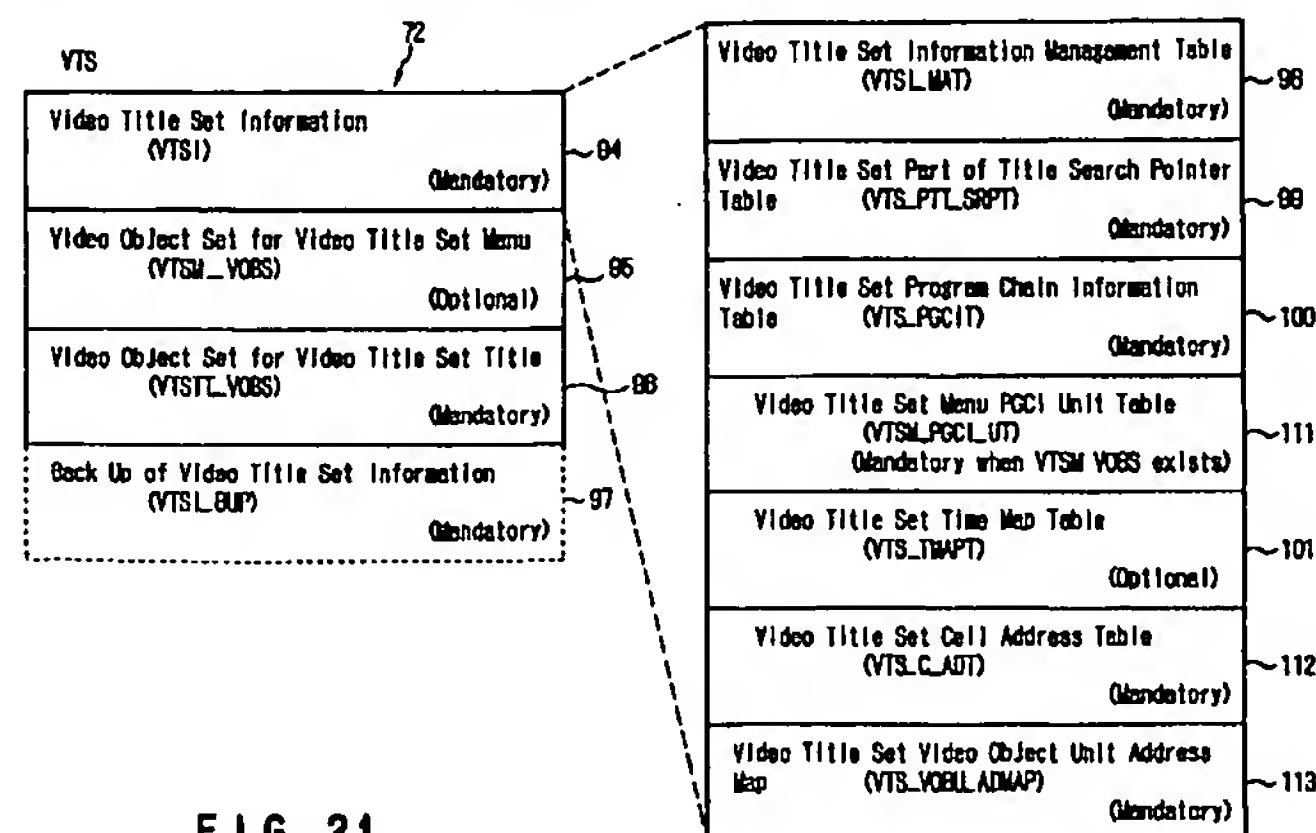 VTS
72
Video Title Set Information
(VTSI)
(Mandatory)
94
Video Object Set for Video Title Set Menu
(VTSM_VOBS)
(Optional)
95
Video Object Set for Video Title Set Title
(VTSTT_VOBS)
(Mandatory)
96
Back Up of Video Title Set Information
(VTSI_BUP)
(Mandatory)
97
Video Title Set Information Management Table
(VTSI_MAT)
(Mandatory)
98
Video Title Set Part of Title Search Pointer
Table (VTS_PTT_SRPT)
(Mandatory)
99
Video Title Set Program Chain Information
Table (VTS_PGCIT)
(Mandatory)
100
Video Title Set Menu PGCI Unit Table
(VTSM_PGCI_UT)
(Mandatory when VTSM VOBS exists)
111
Video Title Set Time Map Table
(VTS_TMAPT)
(Optional)
101
Video Title Set Cell Address Table
(VTS_C_ADT)
(Mandatory)
112
Video Title Set Video Object Unit Address
Map (VTS_VOBU_ADMAP)
(Mandatory)
113
FIG. 21